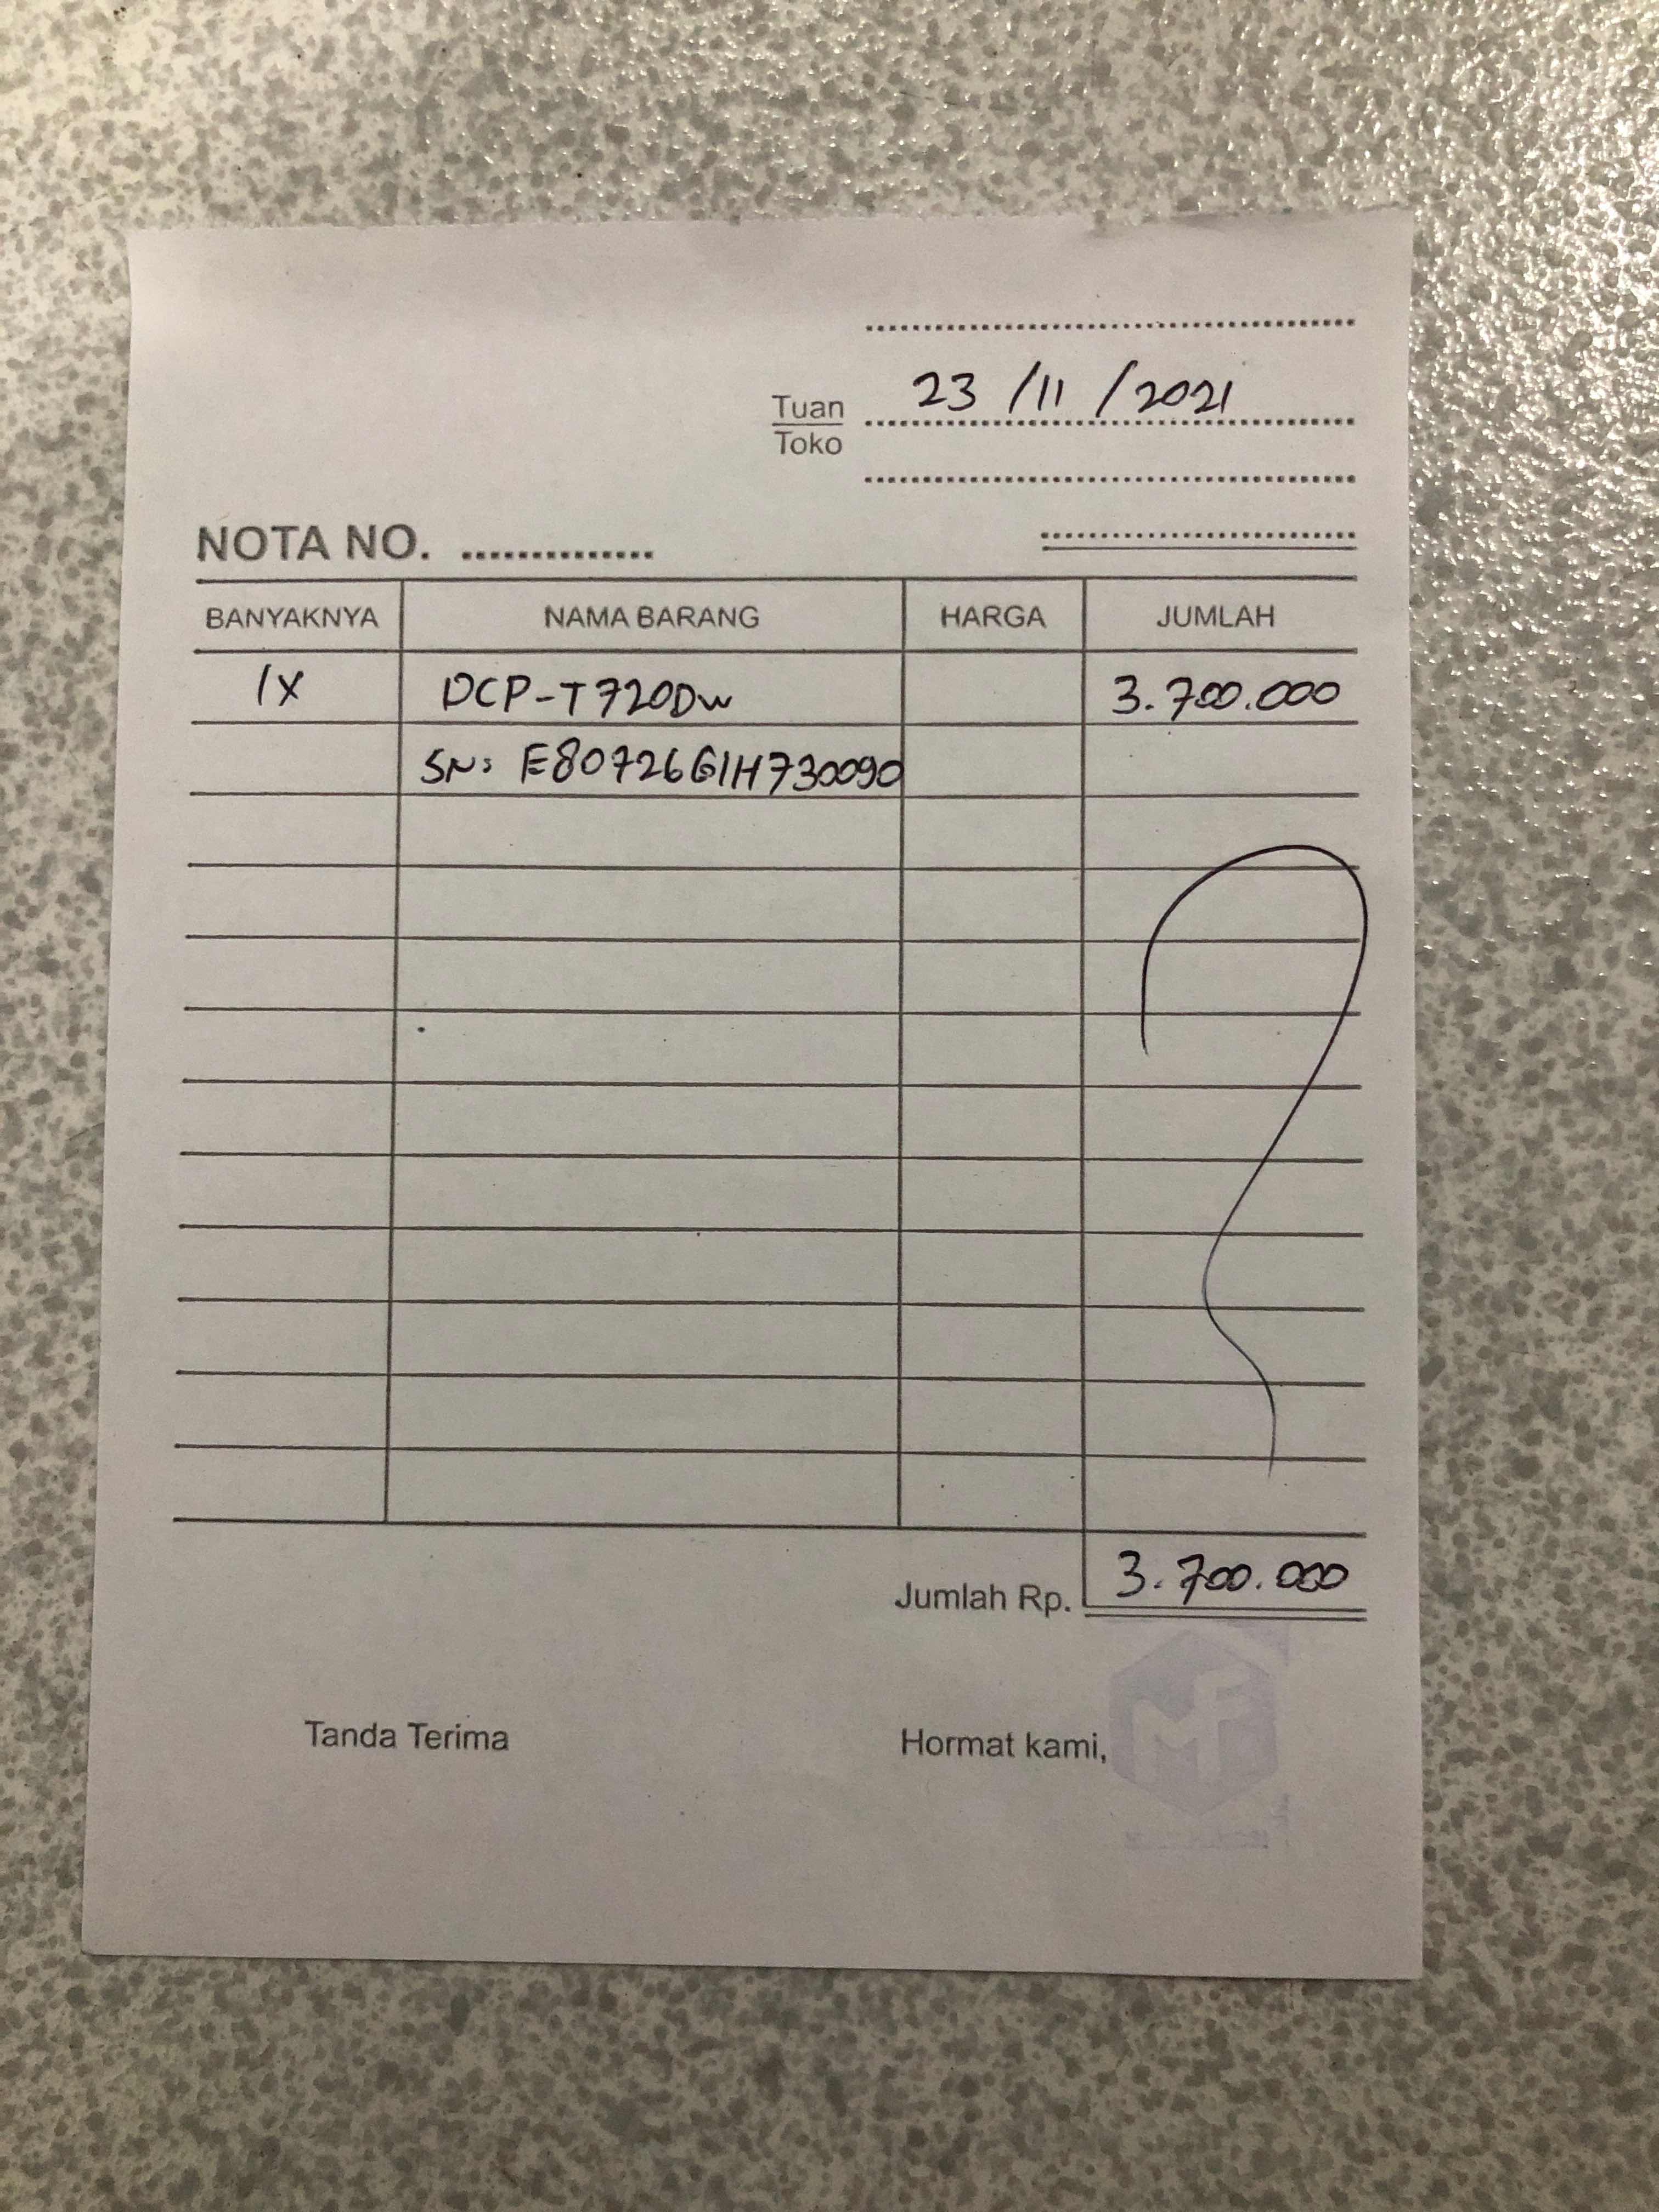 23 / 11 / 2021
Tuan
Toko
NOTA NO.
BANYAKNYA NAMA BARANG HARGA JUMLAH
1X DCP-T720DW 3.700.000
SN: E80726G1H730090
Jumlah Rp. 3.700.000
Tanda Terima Hormat kami,
MF